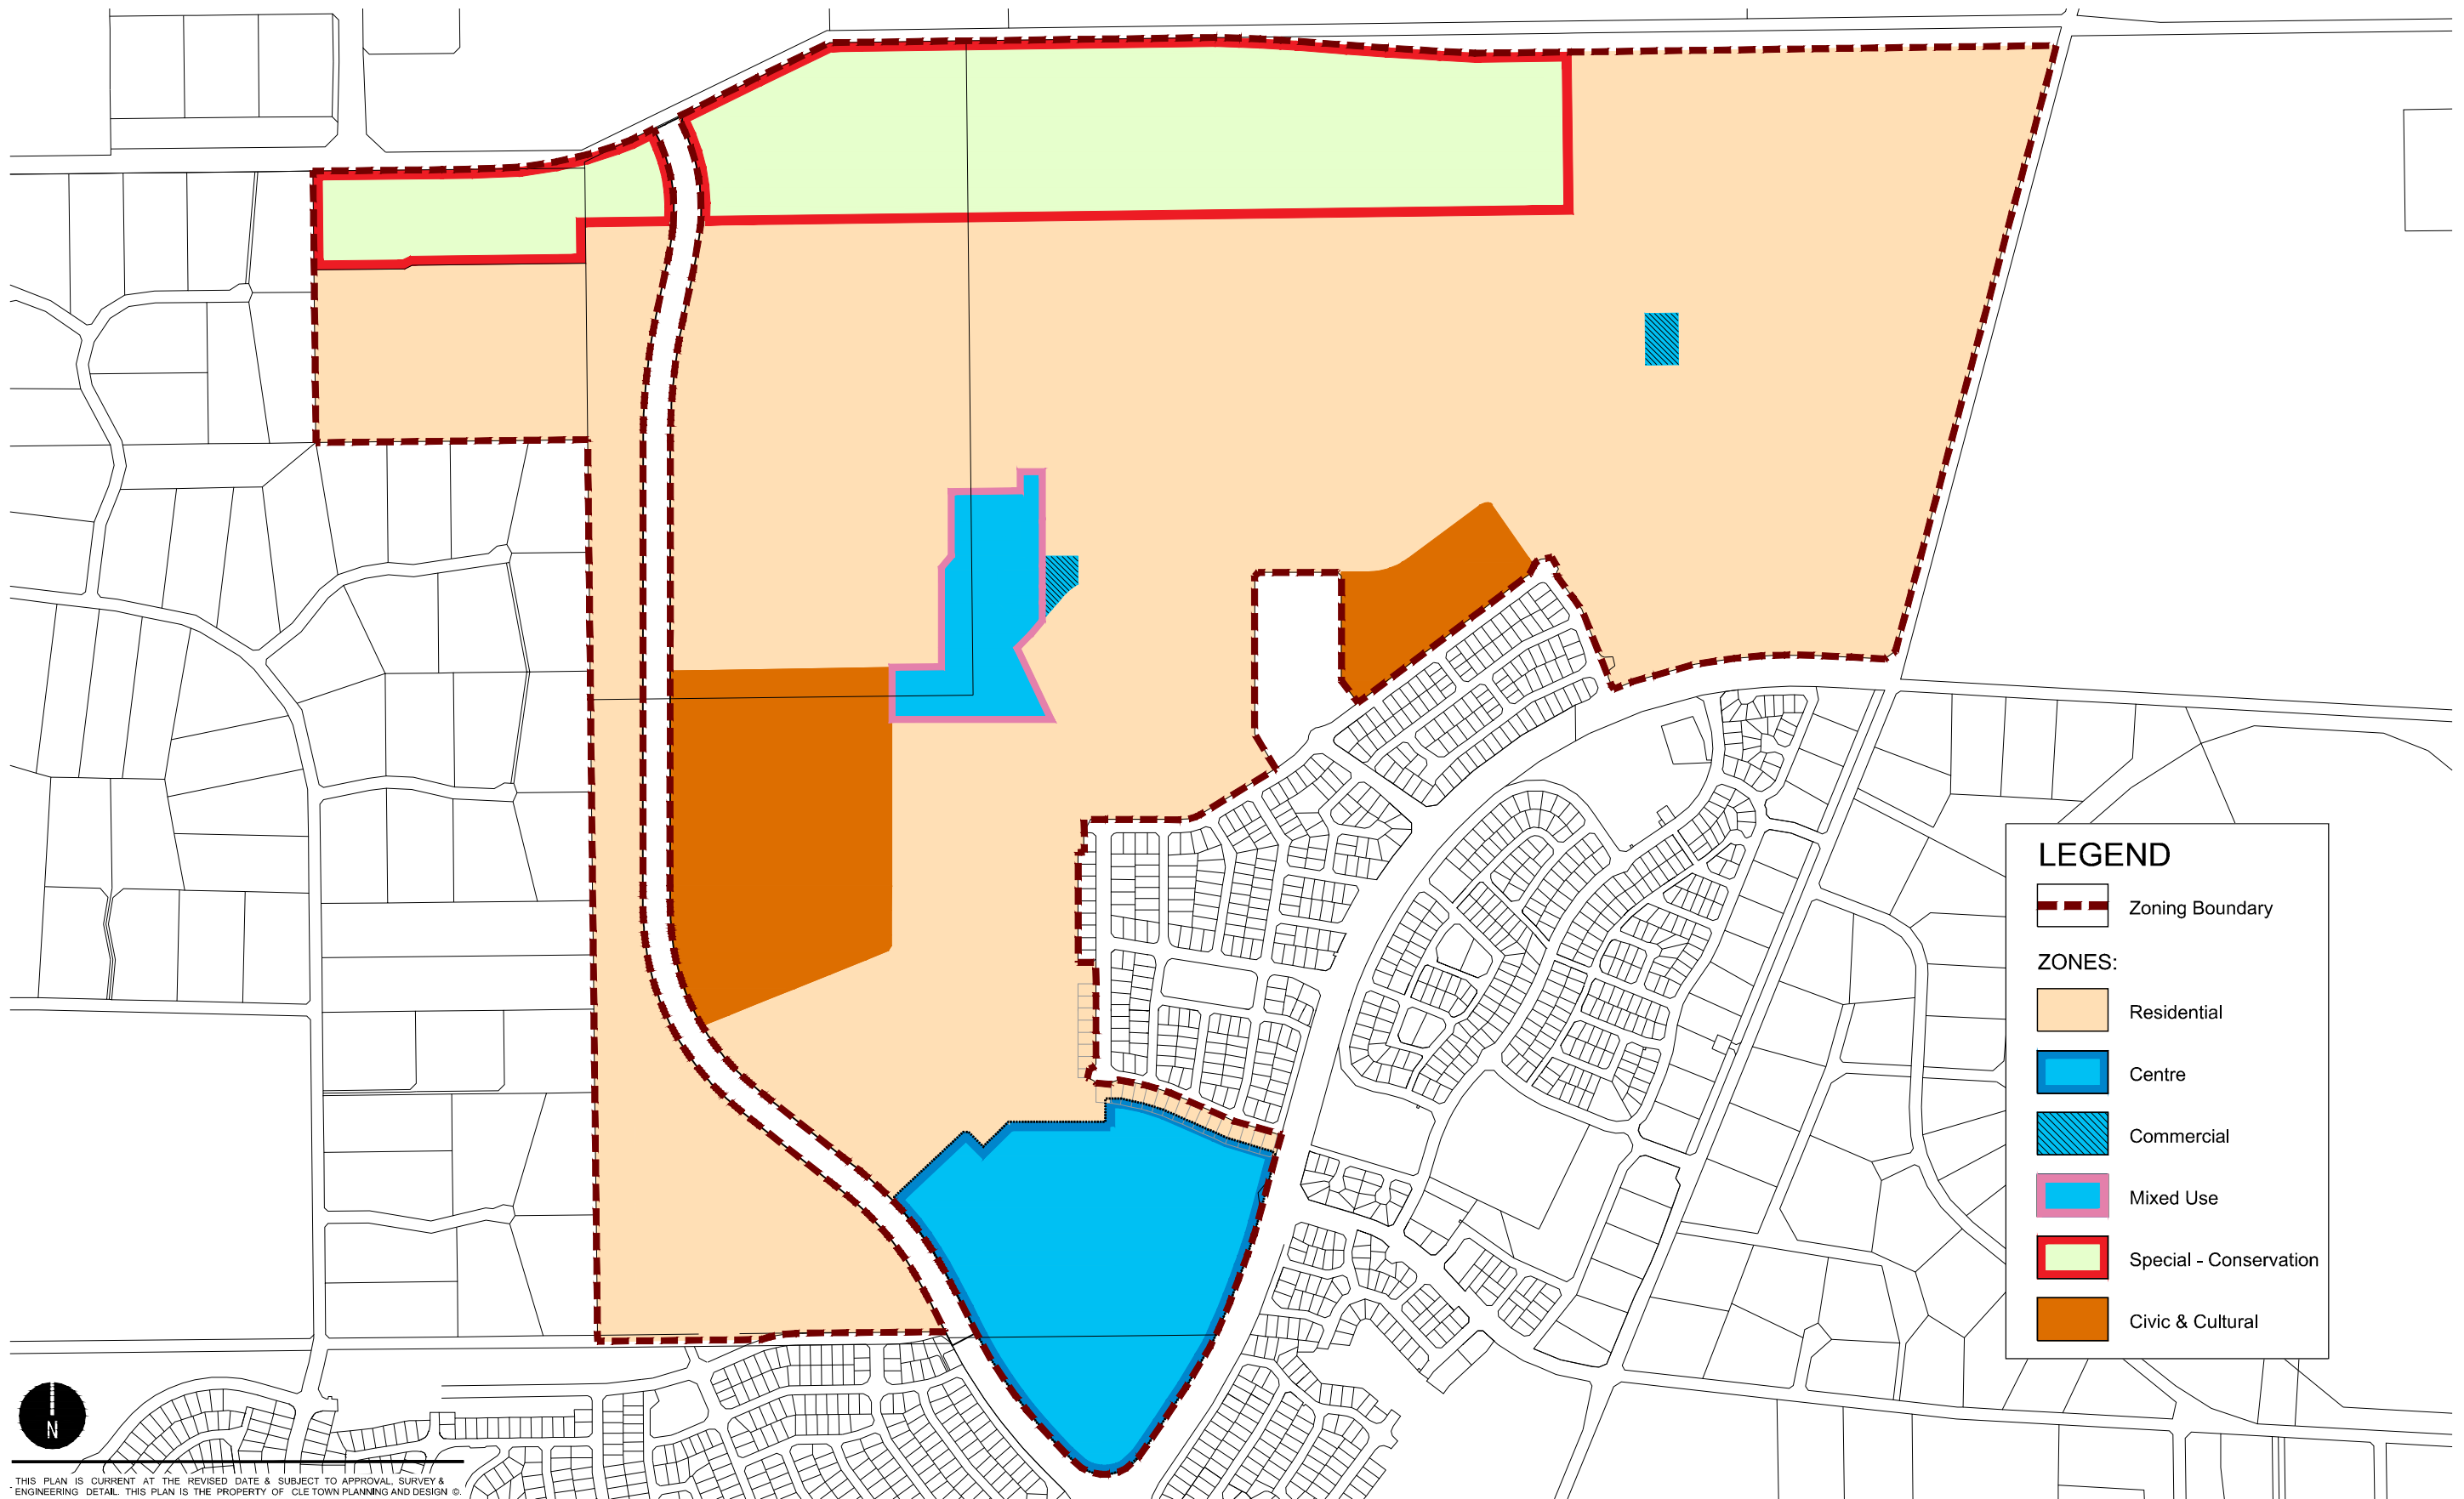 LEGEND
Zoning Boundary
ZONES:
Residential
Centre
Commercial
Mixed Use
Special - Conservation
Civic & Cultural
N
THIS PLAN IS CURRENT AT THE REVISED DATE & SUBJECT TO APPROVAL, SURVEY &
ENGINEERING DETAIL. THIS PLAN IS THE PROPERTY OF CLE TOWN PLANNING AND DESIGN ©.